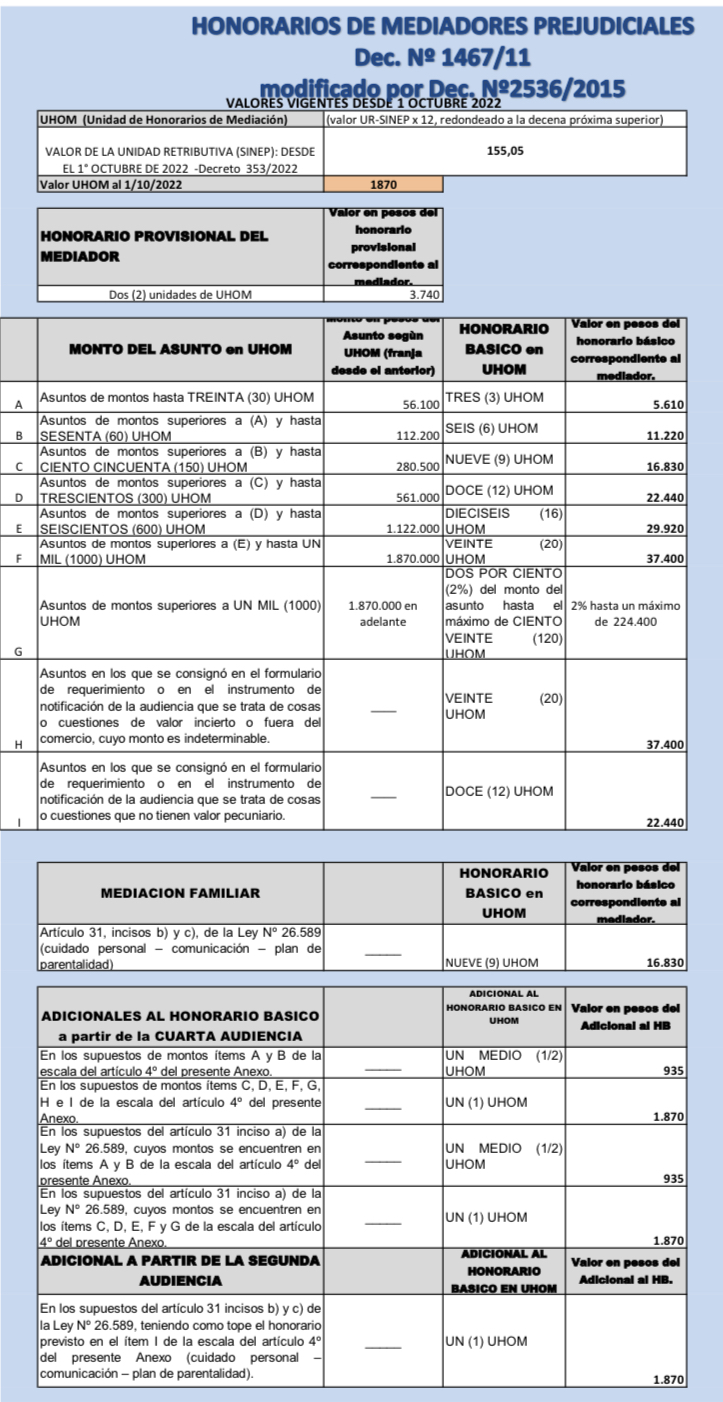 HONORARIOS DE MEDIADORES PREJUDICIALES
Dec. Nº 1467/11
modificado por Dec. Nº2536/2015
VALORES VIGENTES DESDE 1 OCTUBRE 2022
UHOM (Unidad de Honorarios de Mediación)
(valor UR-SINEP x 12, redondeado a la decena próxima superior)
VALOR DE LA UNIDAD RETRIBUTIVA (SINEP): DESDE
EL 1° OCTUBRE DE 2022 -Decreto 353/2022
155,05
Valor UHOM al 1/10/2022
1870
HONORARIO PROVISIONAL DEL
MEDIADOR
Valor en pesos del
honorario
provisional
correspondiente al
mediador.
Dos (2) unidades de UHOM
3.740
MONTO DEL ASUNTO en UHOM
Monto en pesos del
Asunto según
UHOM (franja
desde el anterior)
HONORARIO
BASICO en
UHOM
Valor en pesos del
honorario básico
correspondiente al
mediador.
A
Asuntos de montos hasta TREINTA (30) UHOM
56.100
TRES (3) UHOM
5.610
B
Asuntos de montos superiores a (A) y hasta
SESENTA (60) UHOM
112.200
SEIS (6) UHOM
11.220
C
Asuntos de montos superiores a (B) y hasta
CIENTO CINCUENTA (150) UHOM
280.500
NUEVE (9) UHOM
16.830
D
Asuntos de montos superiores a (C) y hasta
TRESCIENTOS (300) UHOM
561.000
DOCE (12) UHOM
22.440
E
Asuntos de montos superiores a (D) y hasta
SEISCIENTOS (600) UHOM
1.122.000
DIECISEIS (16)
UHOM
29.920
F
Asuntos de montos superiores a (E) y hasta UN
MIL (1000) UHOM
1.870.000
VEINTE (20)
UHOM
37.400
G
Asuntos de montos superiores a UN MIL (1000)
UHOM
1.870.000 en
adelante
DOS POR CIENTO
(2%) del monto del
asunto hasta el
máximo de CIENTO
VEINTE (120)
UHOM
2% hasta un máximo
de 224.400
H
Asuntos en los que se consignó en el formulario
de requerimiento o en el instrumento de
notificación de la audiencia que se trata de cosas
o cuestiones de valor incierto o fuera del
comercio, cuyo monto es indeterminable.
VEINTE (20)
UHOM
37.400
I
Asuntos en los que se consignó en el formulario
de requerimiento o en el instrumento de
notificación de la audiencia que se trata de cosas
o cuestiones que no tienen valor pecuniario.
DOCE (12) UHOM
22.440
MEDIACION FAMILIAR
HONORARIO
BASICO en
UHOM
Valor en pesos del
honorario básico
correspondiente al
mediador.
Artículo 31, incisos b) y c), de la Ley Nº 26.589
(cuidado personal – comunicación – plan de
parentalidad)
NUEVE (9) UHOM
16.830
ADICIONALES AL HONORARIO BASICO
a partir de la CUARTA AUDIENCIA
ADICIONAL AL
HONORARIO BASICO EN
UHOM
Valor en pesos del
Adicional al HB
En los supuestos de montos ítems A y B de la
escala del artículo 4º del presente Anexo.
UN MEDIO (1/2)
UHOM
935
En los supuestos de montos ítems C, D, E, F, G,
H e I de la escala del artículo 4º del presente
Anexo.
UN (1) UHOM
1.870
En los supuestos del artículo 31 inciso a) de la
Ley Nº 26.589, cuyos montos se encuentren en
los ítems A y B de la escala del artículo 4º del
presente Anexo.
UN MEDIO (1/2)
UHOM
935
En los supuestos del artículo 31 inciso a) de la
Ley Nº 26.589, cuyos montos se encuentren en
los ítems C, D, E, F y G de la escala del artículo
4º del presente Anexo.
UN (1) UHOM
1.870
ADICIONAL A PARTIR DE LA SEGUNDA
AUDIENCIA
ADICIONAL AL
HONORARIO
BASICO EN UHOM
Valor en pesos del
Adicional al HB.
En los supuestos del artículo 31 incisos b) y c) de
la Ley Nº 26.589, teniendo como tope el honorario
previsto en el ítem I de la escala del artículo 4º
del presente Anexo (cuidado personal –
comunicación – plan de parentalidad).
UN (1) UHOM
1.870